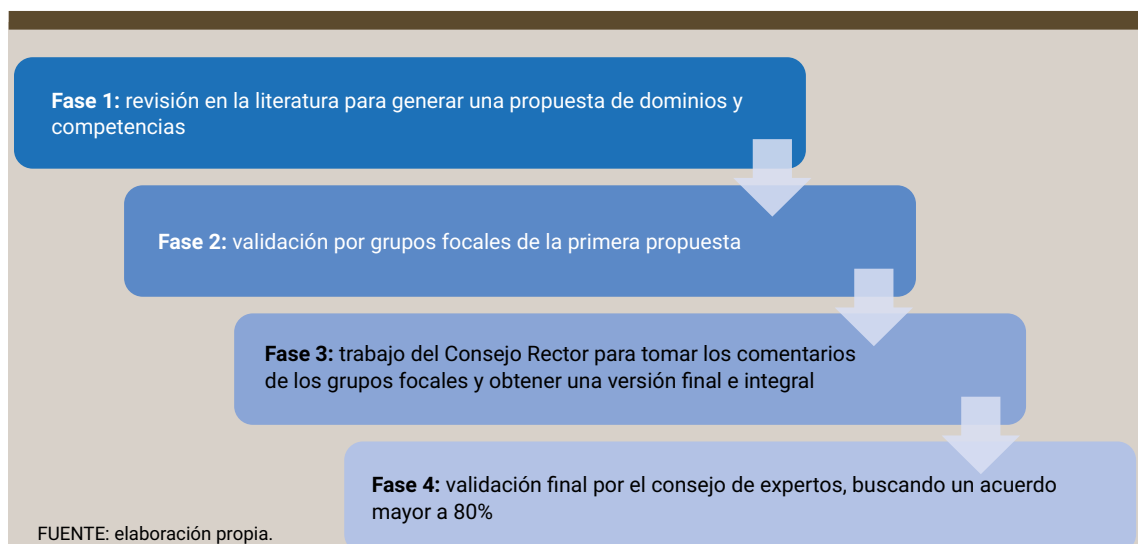 Fase 1: revisión en la literatura para generar una propuesta de dominios y
competencias
Fase 2: validación por grupos focales de la primera propuesta
Fase 3: trabajo del Consejo Rector para tomar los comentarios
de los grupos focales y obtener una versión final e integral
Fase 4: validación final por el consejo de expertos, buscando un acuerdo
mayor a 80%
FUENTE: elaboración propia.